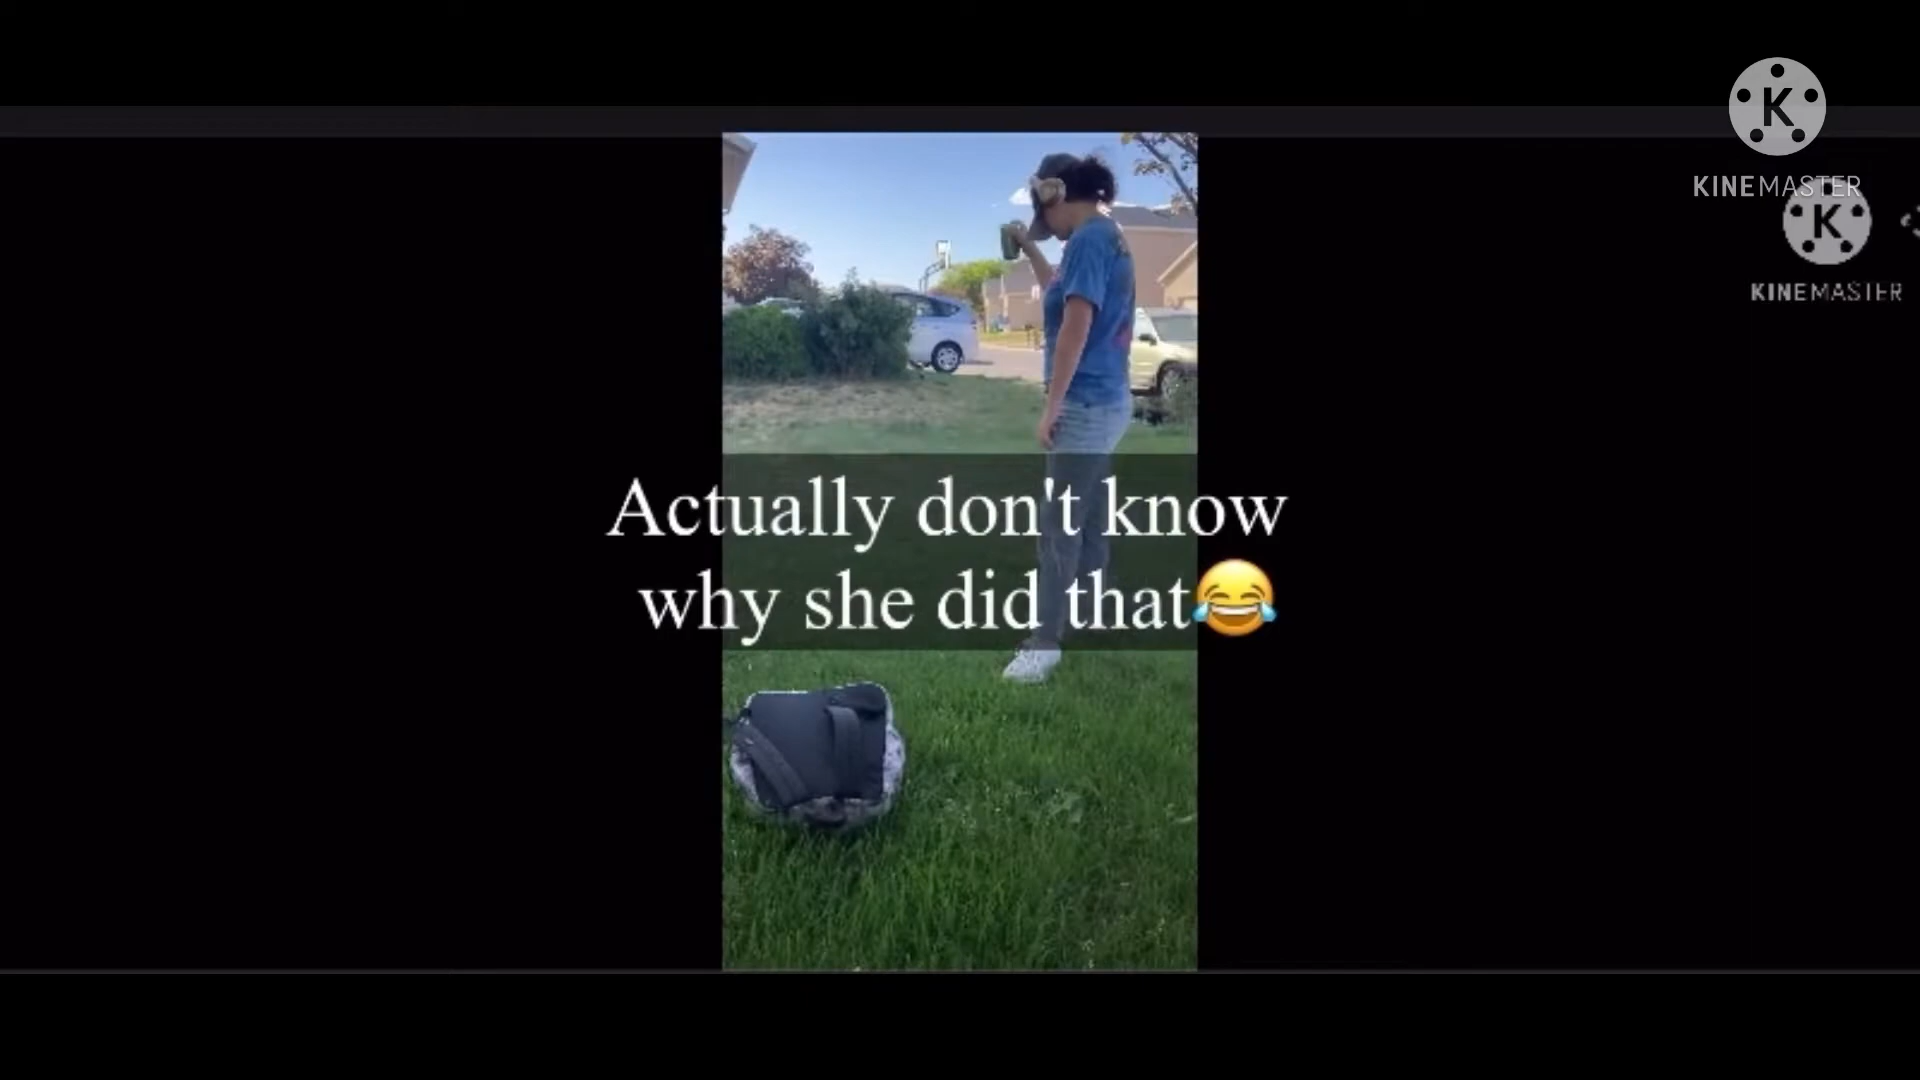 K
KINEMASTER
K
KINEMASTER
Actually don't know
why she did that😂